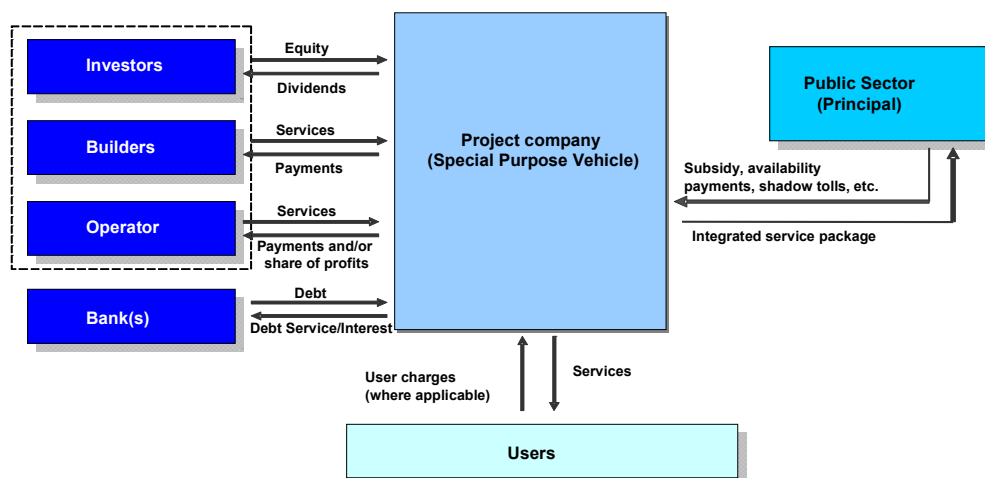 Investors
Equity
Dividends
Builders
Services
Payments
Operator
Services
Payments and/or
share of profits
Bank(s)
Debt
Debt Service/Interest
Project company
(Special Purpose Vehicle)
Public Sector
(Principal)
Subsidy, availability
payments, shadow tolls, etc.
Integrated service package
User charges
(where applicable)
Services
Users